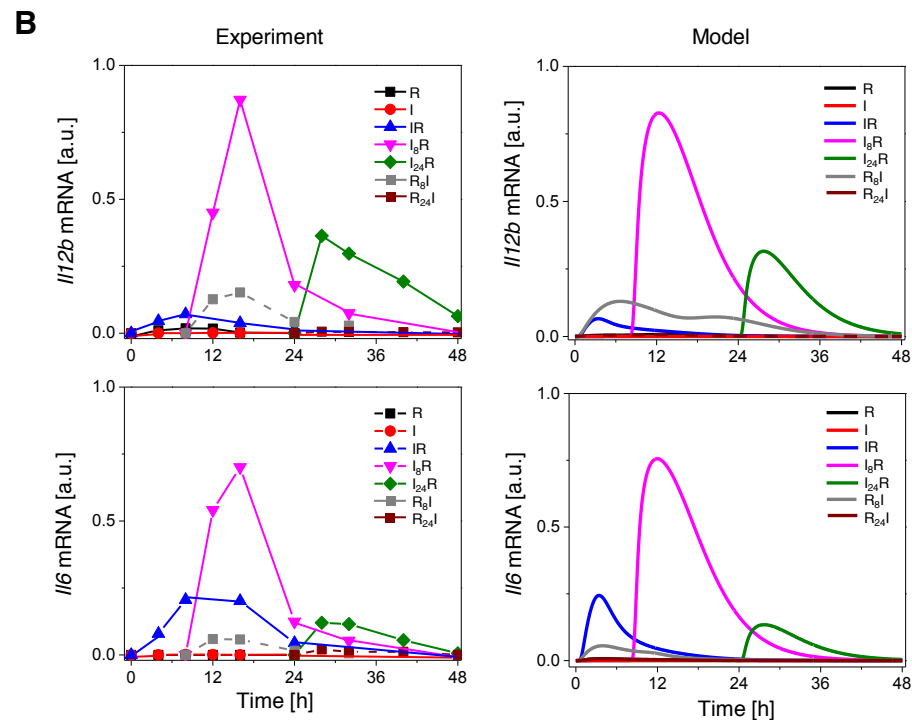 B
Experiment
Model
Il12b mRNA [a.u.]
1.0
0.5
0.0
0 12 24 36 48
R
I
IR
I₈R
I₂₄R
R₈I
R₂₄I
Il12b mRNA [a.u.]
1.0
0.5
0.0
0 12 24 36 48
R
I
IR
I₈R
I₂₄R
R₈I
R₂₄I
Il6 mRNA [a.u.]
1.0
0.5
0.0
0 12 24 36 48
Time [h]
R
I
IR
I₈R
I₂₄R
R₈I
R₂₄I
Il6 mRNA [a.u.]
1.0
0.5
0.0
0 12 24 36 48
Time [h]
R
I
IR
I₈R
I₂₄R
R₈I
R₂₄I